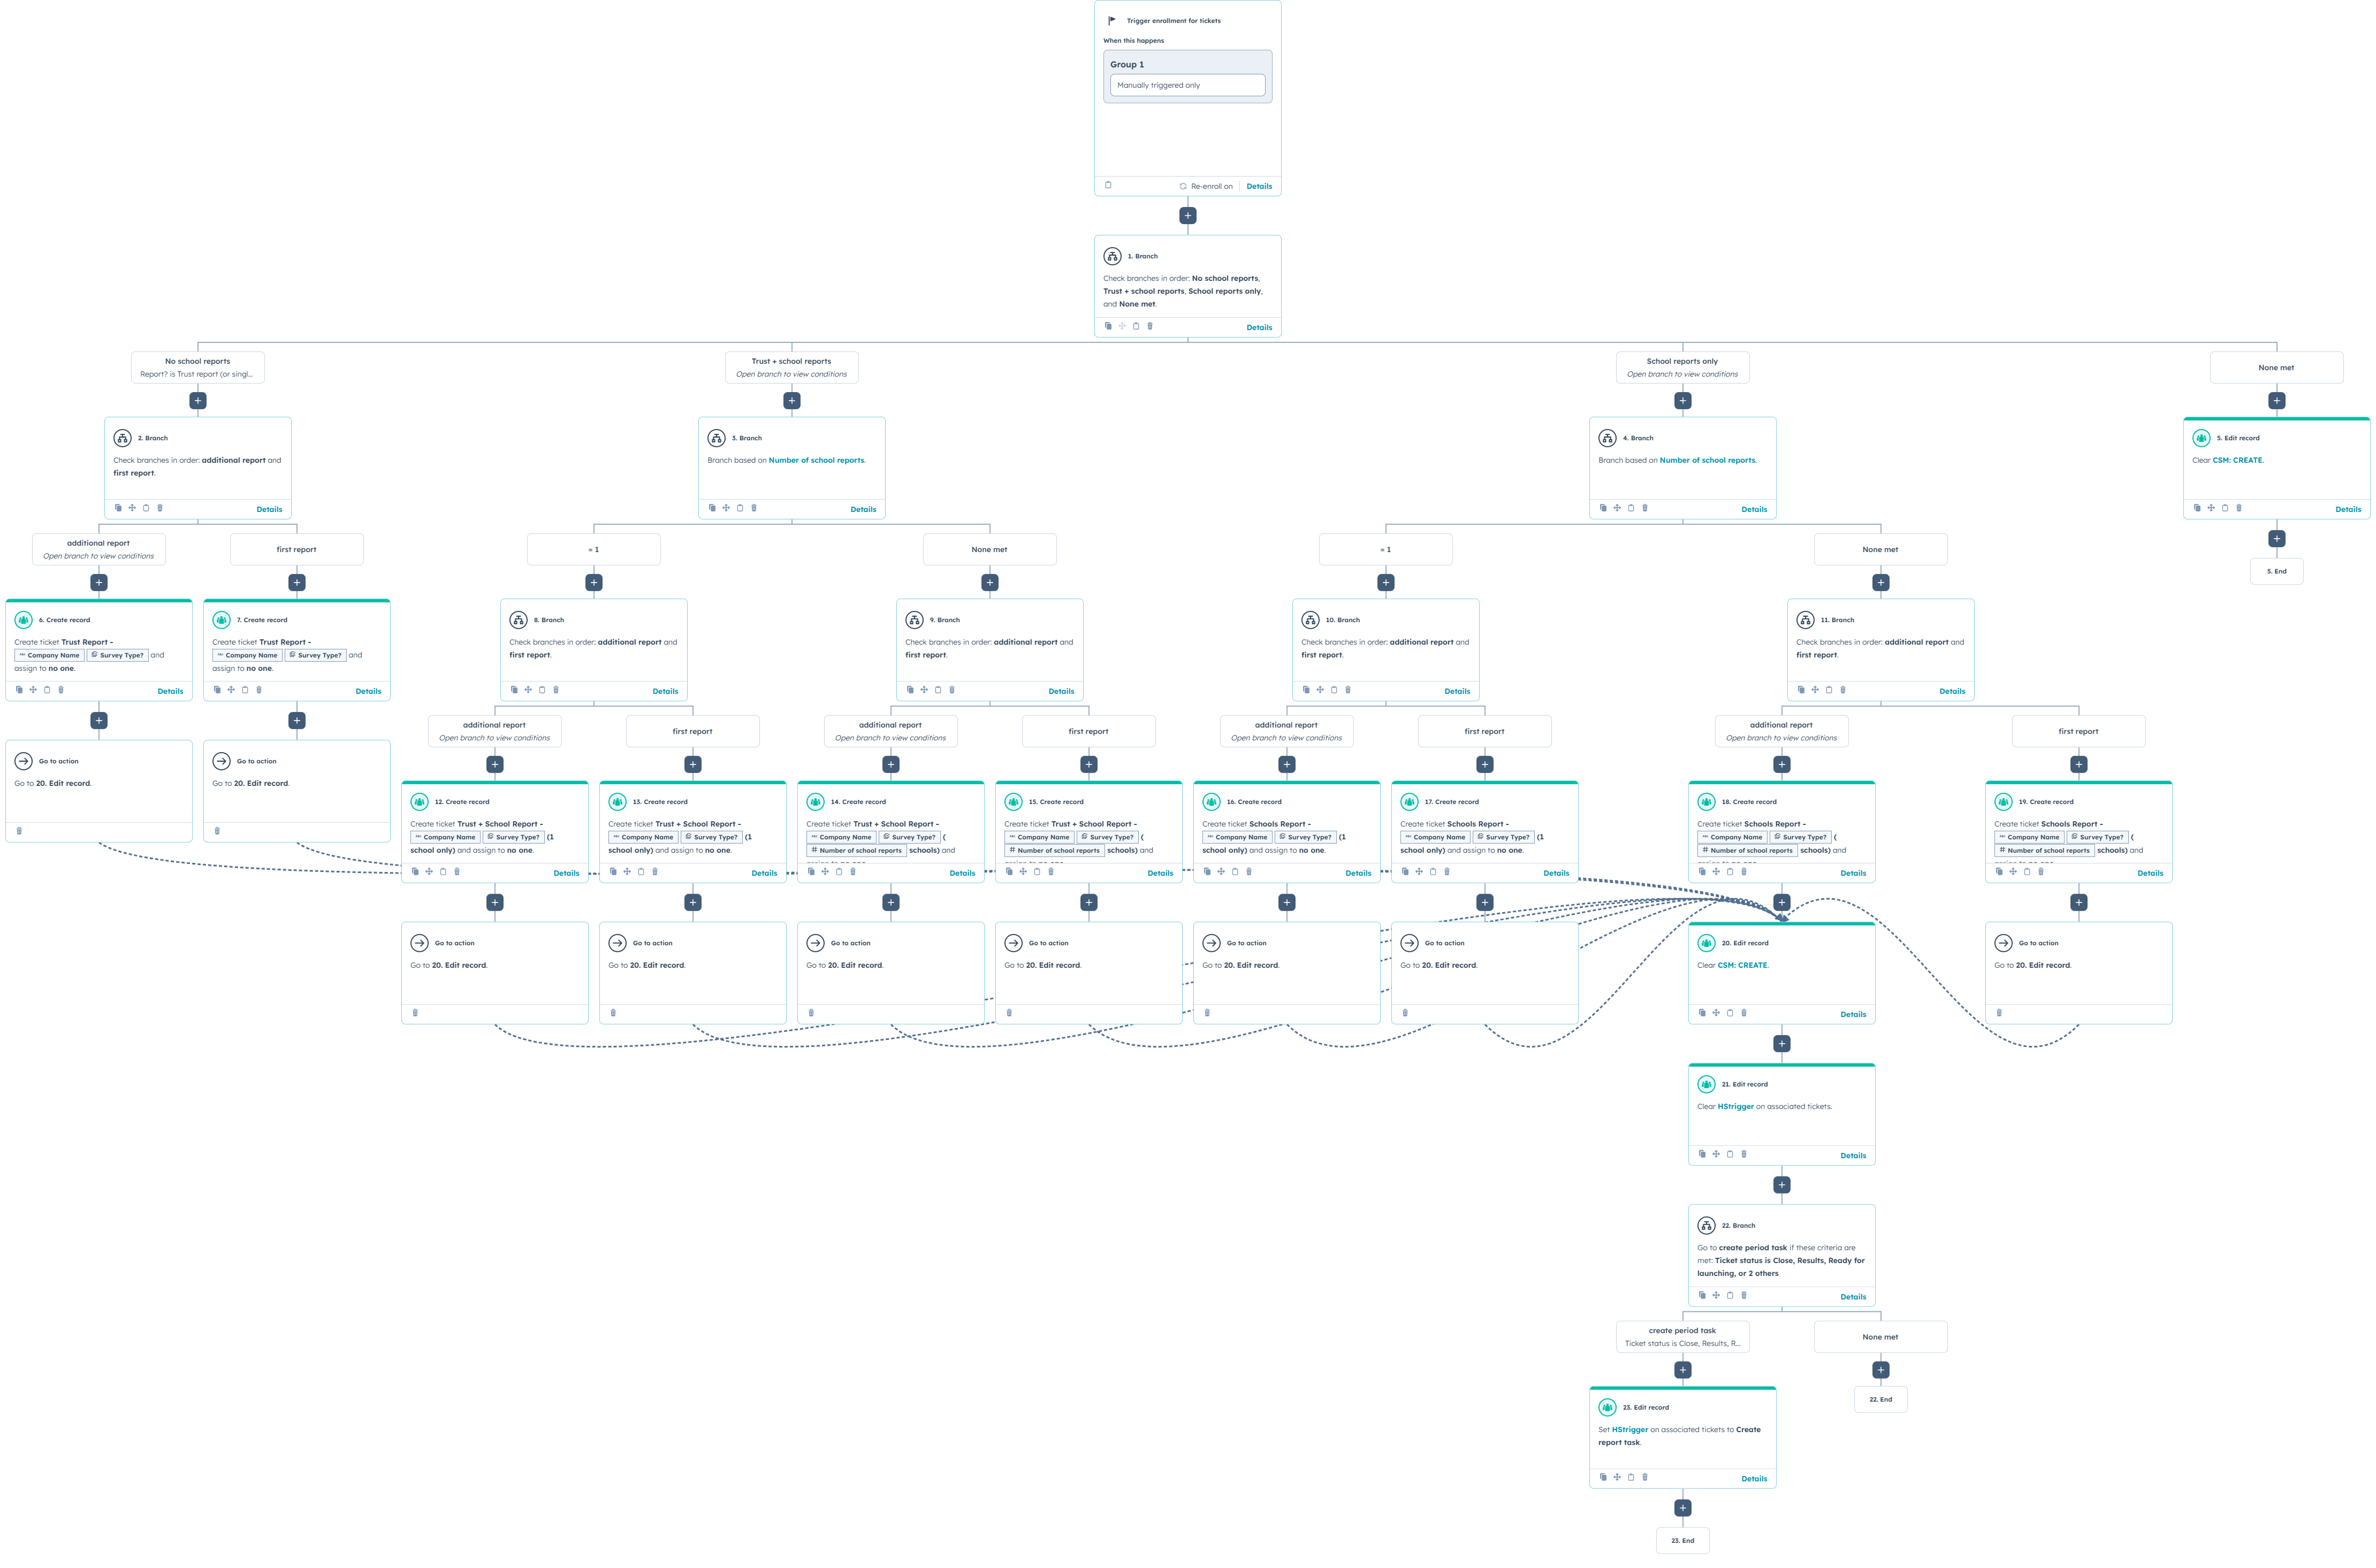 Trigger enrollment for tickets
When this happens
Group 1
Manually triggered only
Re-enroll on Details
1. Branch
Check branches in order: No school reports,
Trust + school reports, School reports only,
and None met.
Details
No school reports
Report? is Trust report (or singl...
Trust + school reports
Open branch to view conditions
School reports only
Open branch to view conditions
None met
2. Branch
Check branches in order: additional report and
first report.
Details
3. Branch
Branch based on Number of school reports.
Details
4. Branch
Branch based on Number of school reports.
Details
5. Edit record
Clear CSM: CREATE.
Details
5. End
additional report
Open branch to view conditions
first report
= 1
None met
= 1
None met
6. Create record
Create ticket Trust Report -
Company Name Survey Type? and
assign to no one.
Details
7. Create record
Create ticket Trust Report -
Company Name Survey Type? and
assign to no one.
Details
8. Branch
Check branches in order: additional report and
first report.
Details
9. Branch
Check branches in order: additional report and
first report.
Details
10. Branch
Check branches in order: additional report and
first report.
Details
11. Branch
Check branches in order: additional report and
first report.
Details
additional report
Open branch to view conditions
first report
additional report
Open branch to view conditions
first report
additional report
Open branch to view conditions
first report
additional report
Open branch to view conditions
first report
Go to action
Go to 20. Edit record.
Go to action
Go to 20. Edit record.
12. Create record
Create ticket Trust + School Report -
Company Name Survey Type? (1
school only) and assign to no one.
Details
13. Create record
Create ticket Trust + School Report -
Company Name Survey Type? (1
school only) and assign to no one.
Details
14. Create record
Create ticket Trust + School Report -
Company Name Survey Type? (
Number of school reports schools) and
Details
15. Create record
Create ticket Trust + School Report -
Company Name Survey Type? (
Number of school reports schools) and
Details
16. Create record
Create ticket Schools Report -
Company Name Survey Type? (1
school only) and assign to no one.
Details
17. Create record
Create ticket Schools Report -
Company Name Survey Type? (1
school only) and assign to no one.
Details
18. Create record
Create ticket Schools Report -
Company Name Survey Type? (
Number of school reports schools) and
Details
19. Create record
Create ticket Schools Report -
Company Name Survey Type? (
Number of school reports schools) and
Details
Go to action
Go to 20. Edit record.
Go to action
Go to 20. Edit record.
Go to action
Go to 20. Edit record.
Go to action
Go to 20. Edit record.
Go to action
Go to 20. Edit record.
Go to action
Go to 20. Edit record.
20. Edit record
Clear CSM: CREATE.
Details
Go to action
Go to 20. Edit record.
21. Edit record
Clear HStrigger on associated tickets.
Details
22. Branch
Go to create period task if these criteria are
met: Ticket status is Close, Results, Ready for
launching, or 2 others
Details
create period task
Ticket status is Close, Results, R...
None met
22. End
23. Edit record
Set HStrigger on associated tickets to Create
report task.
Details
23. End